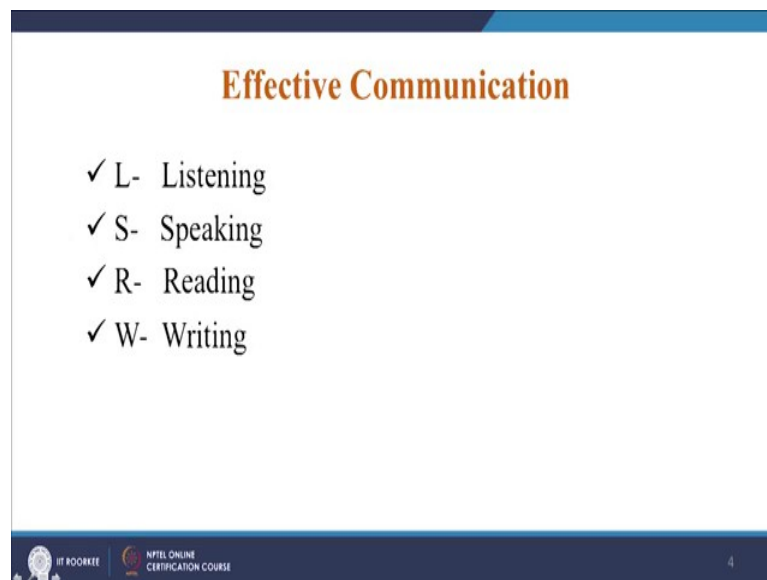 Effective Communication
✓ L- Listening
✓ S- Speaking
✓ R- Reading
✓ W- Writing
IIT ROORKEE
NPTEL ONLINE
CERTIFICATION COURSE
4